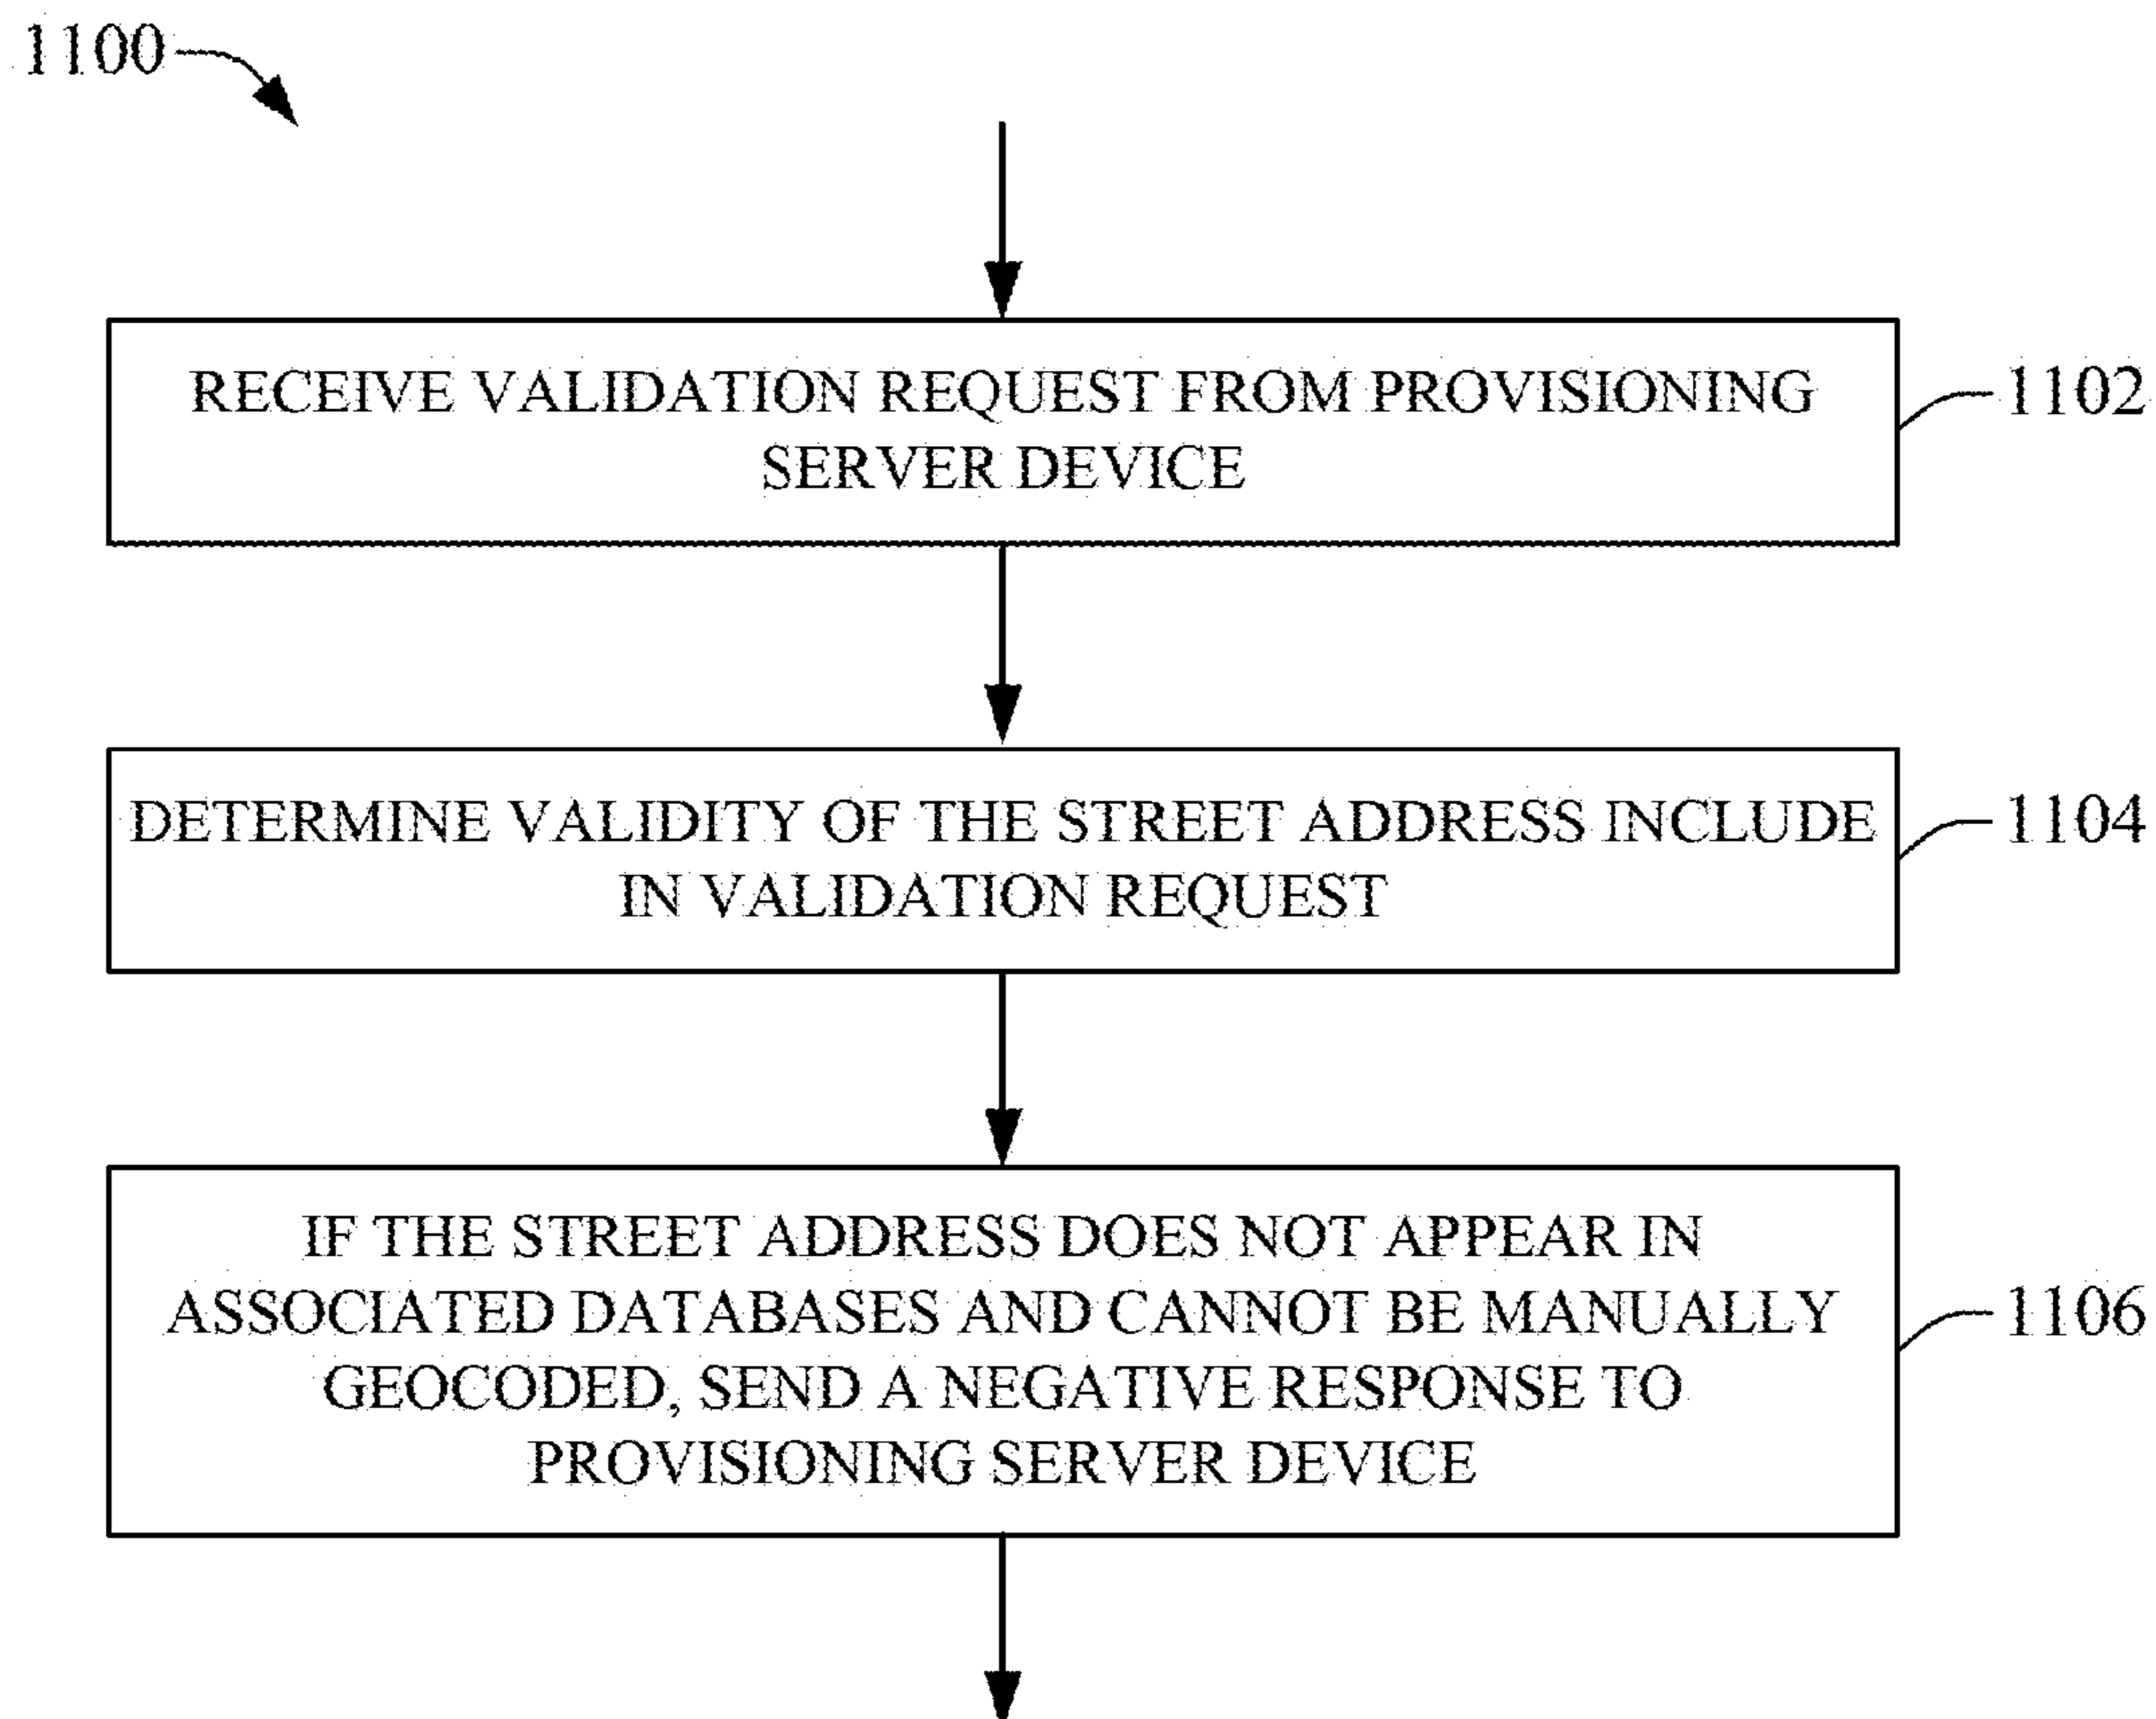 1100
RECEIVE VALIDATION REQUEST FROM PROVISIONING
SERVER DEVICE
1102
DETERMINE VALIDITY OF THE STREET ADDRESS INCLUDE
IN VALIDATION REQUEST
1104
IF THE STREET ADDRESS DOES NOT APPEAR IN
ASSOCIATED DATABASES AND CANNOT BE MANUALLY
GEOCODED, SEND A NEGATIVE RESPONSE TO
PROVISIONING SERVER DEVICE
1106